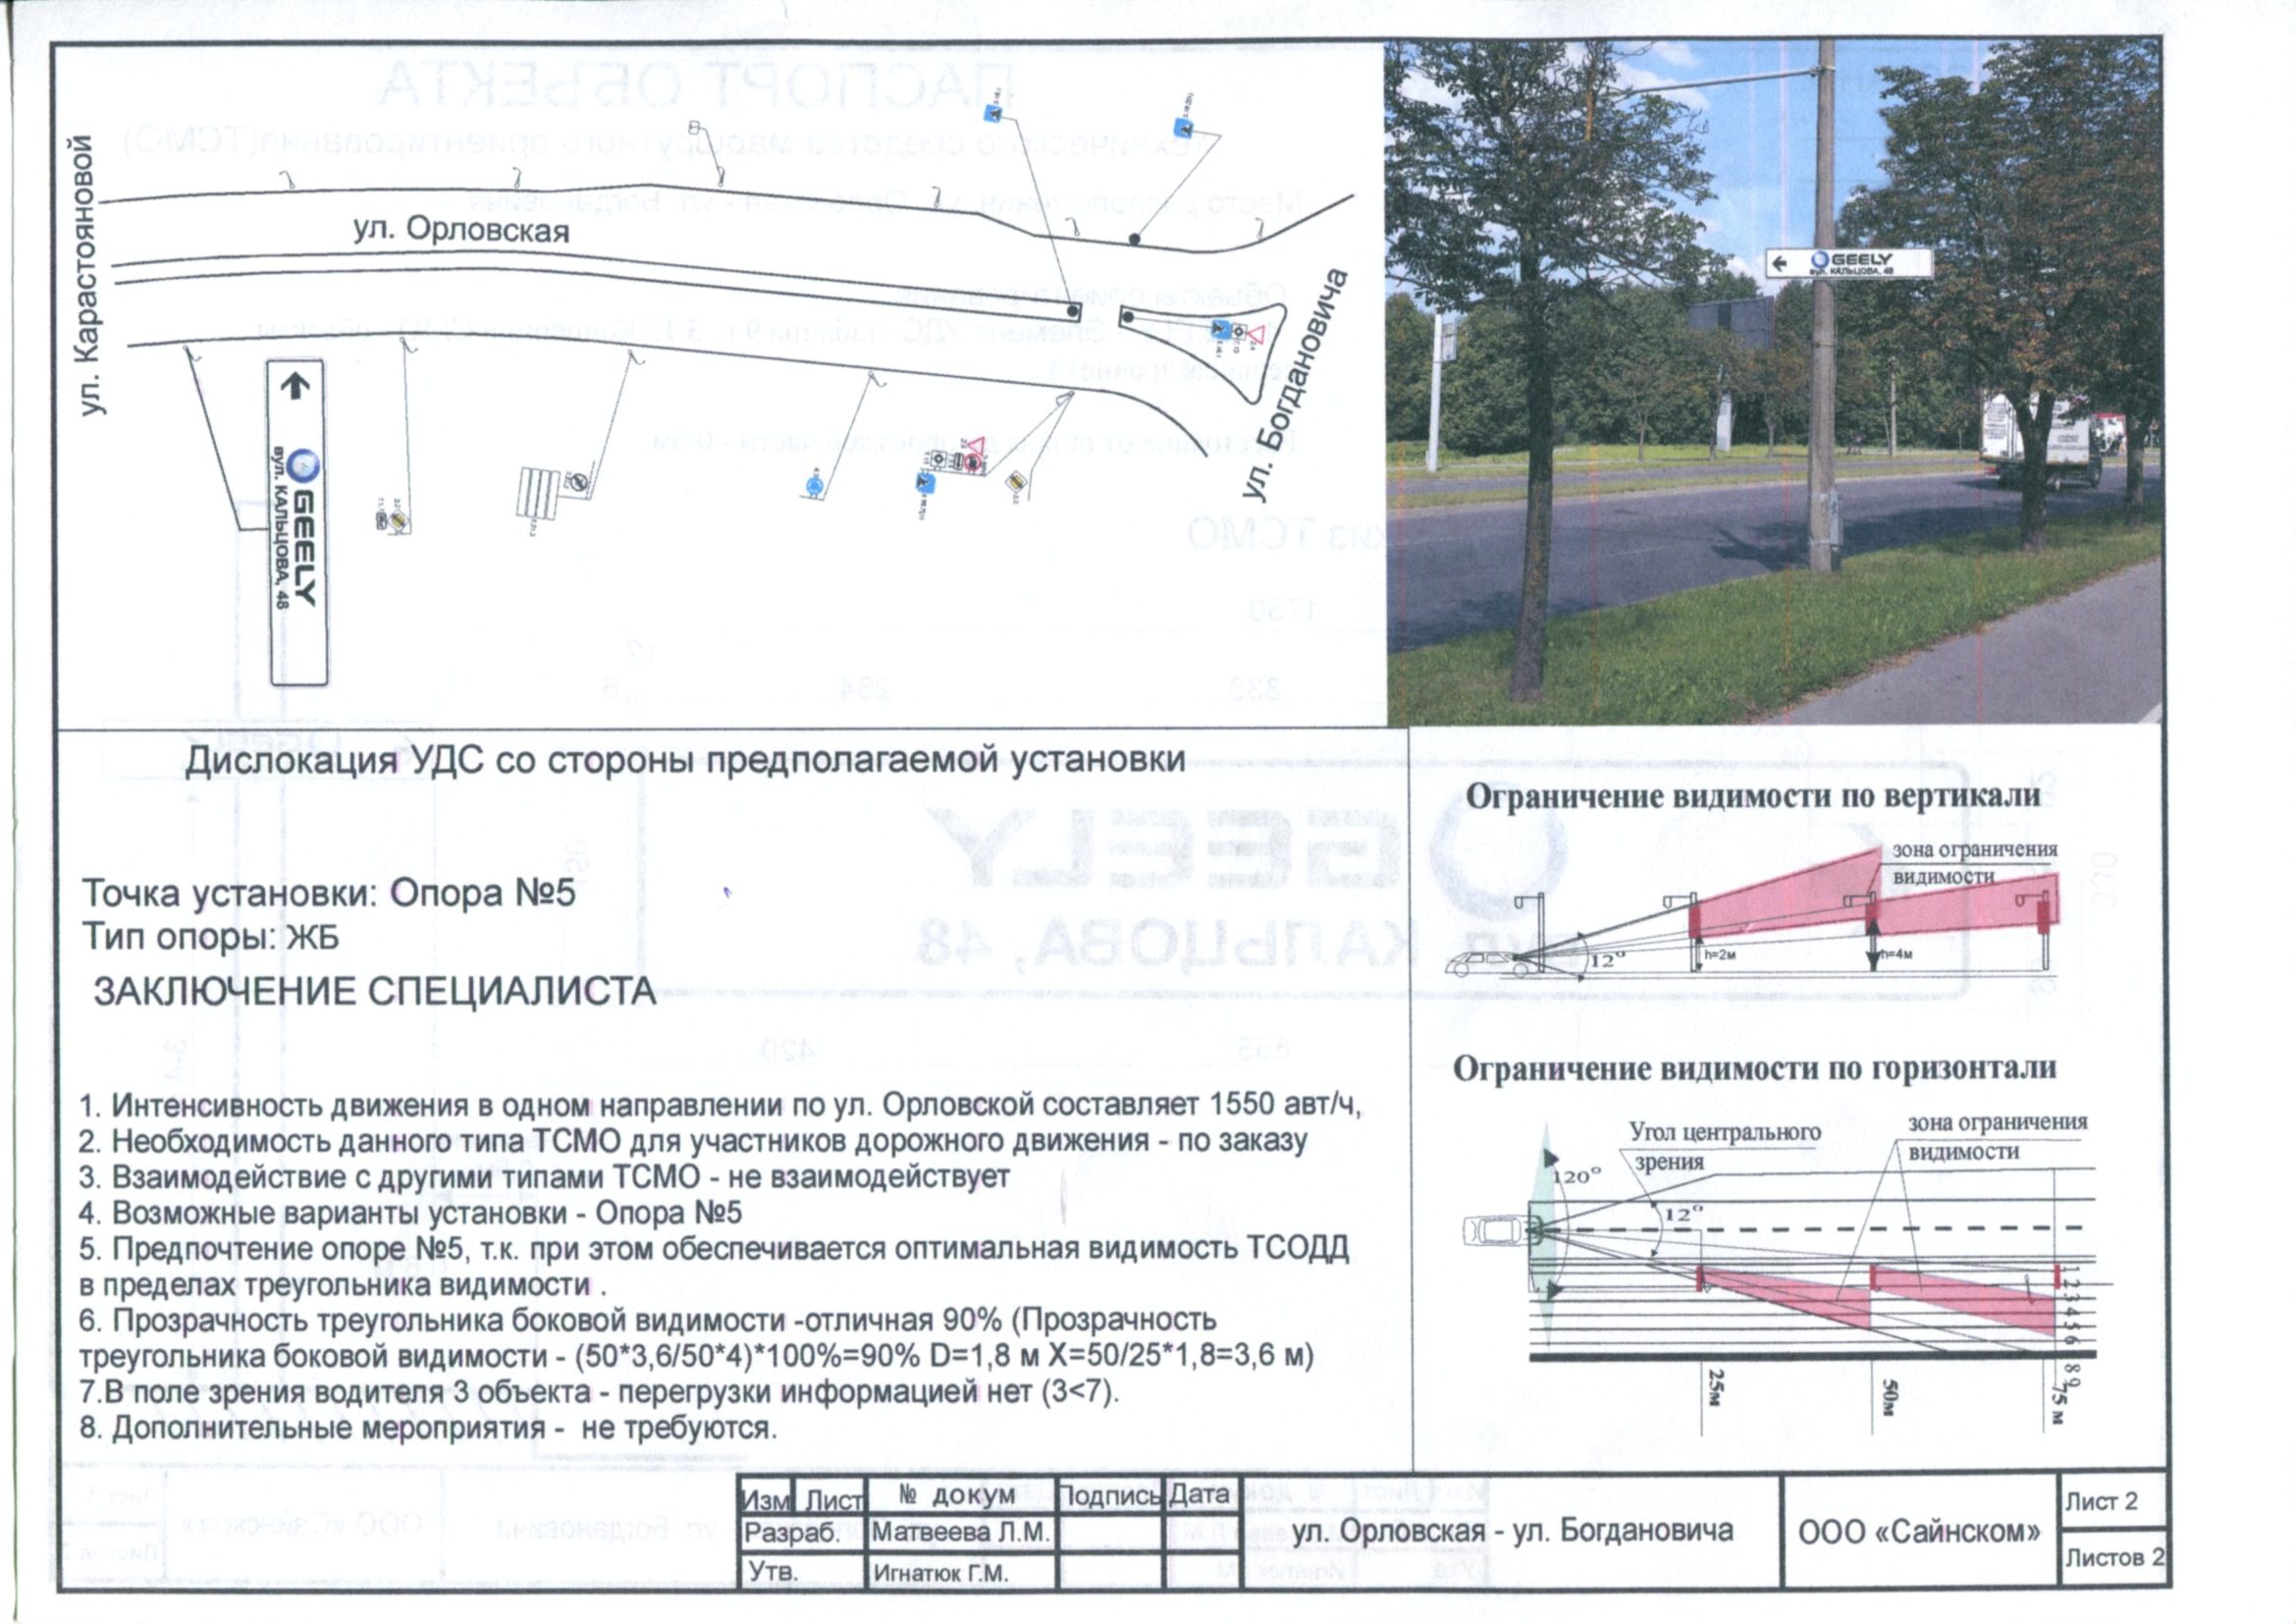 ул. Карастояновой
ул. Орловская
ул. Богдановича
GEELY
вул. КАЛЬЦОВА, 48
GEELY
вул. КАЛЬЦОВА, 48
Дислокация УДС со стороны предполагаемой установки
Точка установки: Опора №5
Тип опоры: ЖБ
ЗАКЛЮЧЕНИЕ СПЕЦИАЛИСТА
1. Интенсивность движения в одном направлении по ул. Орловской составляет 1550 авт/ч,
2. Необходимость данного типа ТСМО для участников дорожного движения - по заказу
3. Взаимодействие с другими типами ТСМО - не взаимодействует
4. Возможные варианты установки - Опора №5
5. Предпочтение опоре №5, т.к. при этом обеспечивается оптимальная видимость ТСОДД
в пределах треугольника видимости .
6. Прозрачность треугольника боковой видимости -отличная 90% (Прозрачность
треугольника боковой видимости - (50*3,6/50*4)*100%=90% D=1,8 м X=50/25*1,8=3,6 м)
7.В поле зрения водителя 3 объекта - перегрузки информацией нет (3<7).
8. Дополнительные мероприятия - не требуются.
Ограничение видимости по вертикали
зона ограничения
видимости
12°
h=2м
h=4м
Ограничение видимости по горизонтали
Угол центрального
зрения
зона ограничения
видимости
120°
12°
1 2 3 4 5 6 8 9
25м
50м
75 м
Изм Лист № докум Подпись Дата
Разраб. Матвеева Л.М.
Утв. Игнатюк Г.М.
ул. Орловская - ул. Богдановича
ООО «Сайнском»
Лист 2
Листов 2